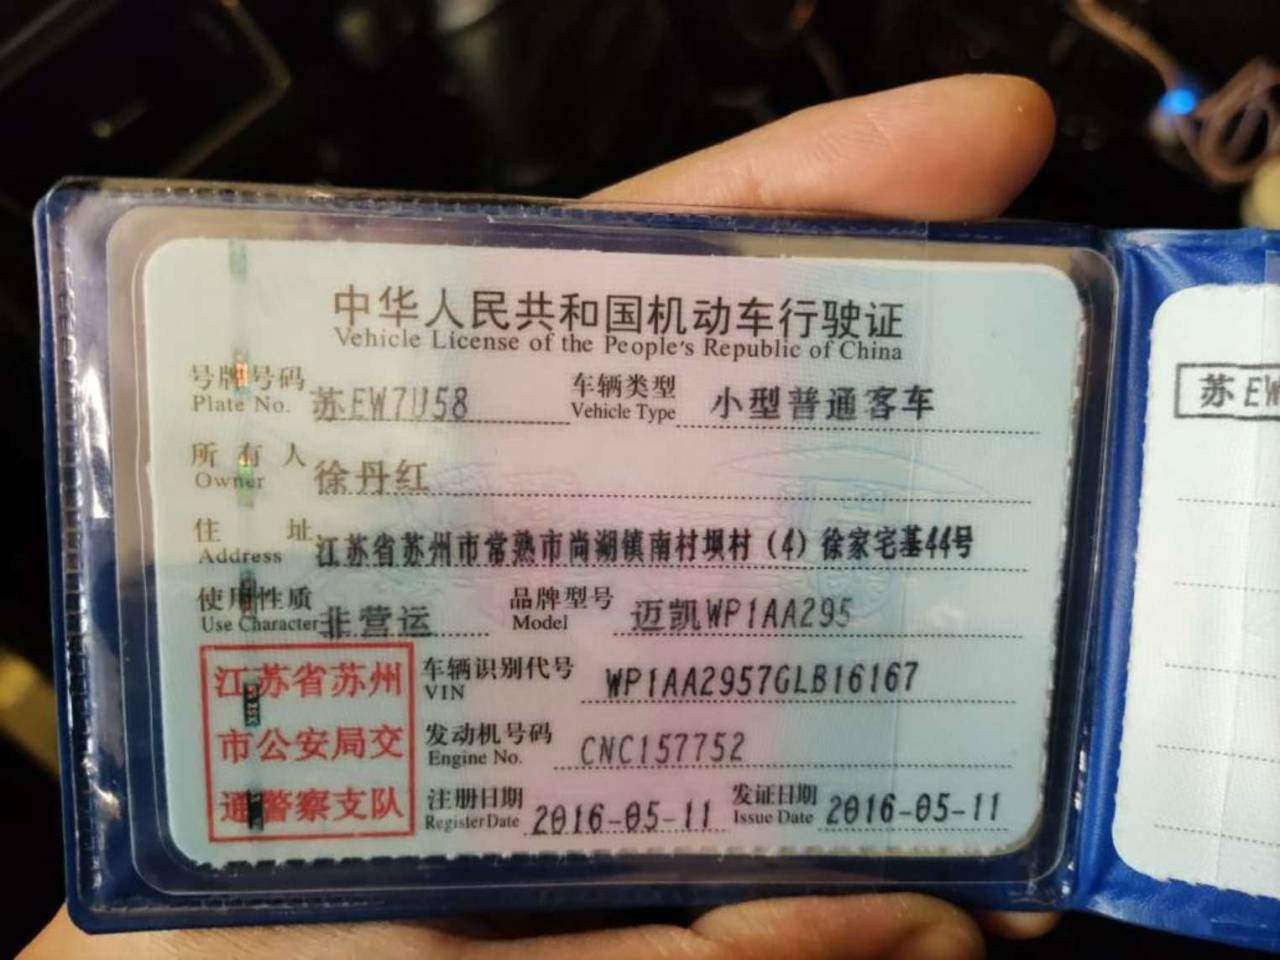 中华人民共和国机动车行驶证
Vehicle License of the People's Republic of China
号牌号码 苏EW7U58 车辆类型 小型普通客车
Plate No. Vehicle Type
所有人 徐丹红
Owner
住址 江苏省苏州市常熟市尚湖镇南村坝村（4）徐家宅基44号
Address
使用性质 非营运 品牌型号 迈凯WP1AA295
Use Character Model
江苏省苏州
市公安局交
通警察支队
车辆识别代号 WP1AA2957GLB16167
VIN
发动机号码 CNC157752
Engine No.
注册日期 2016-05-11 发证日期 2016-05-11
Register Date Issue Date
苏EW